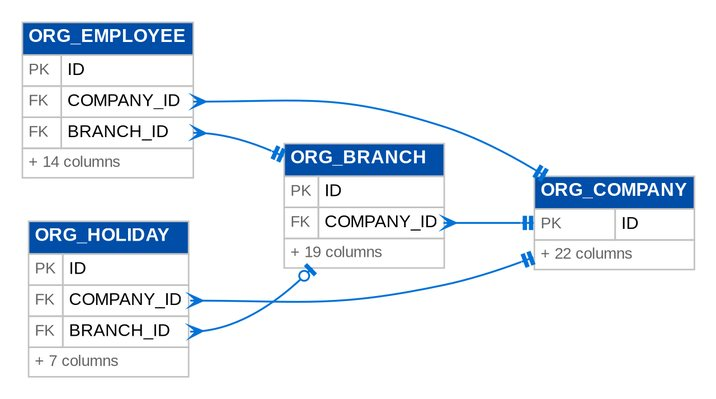 ORG_EMPLOYEE
PK ID
FK COMPANY_ID
FK BRANCH_ID
+ 14 columns
ORG_BRANCH
PK ID
FK COMPANY_ID
+ 19 columns
ORG_COMPANY
PK ID
+ 22 columns
ORG_HOLIDAY
PK ID
FK COMPANY_ID
FK BRANCH_ID
+ 7 columns